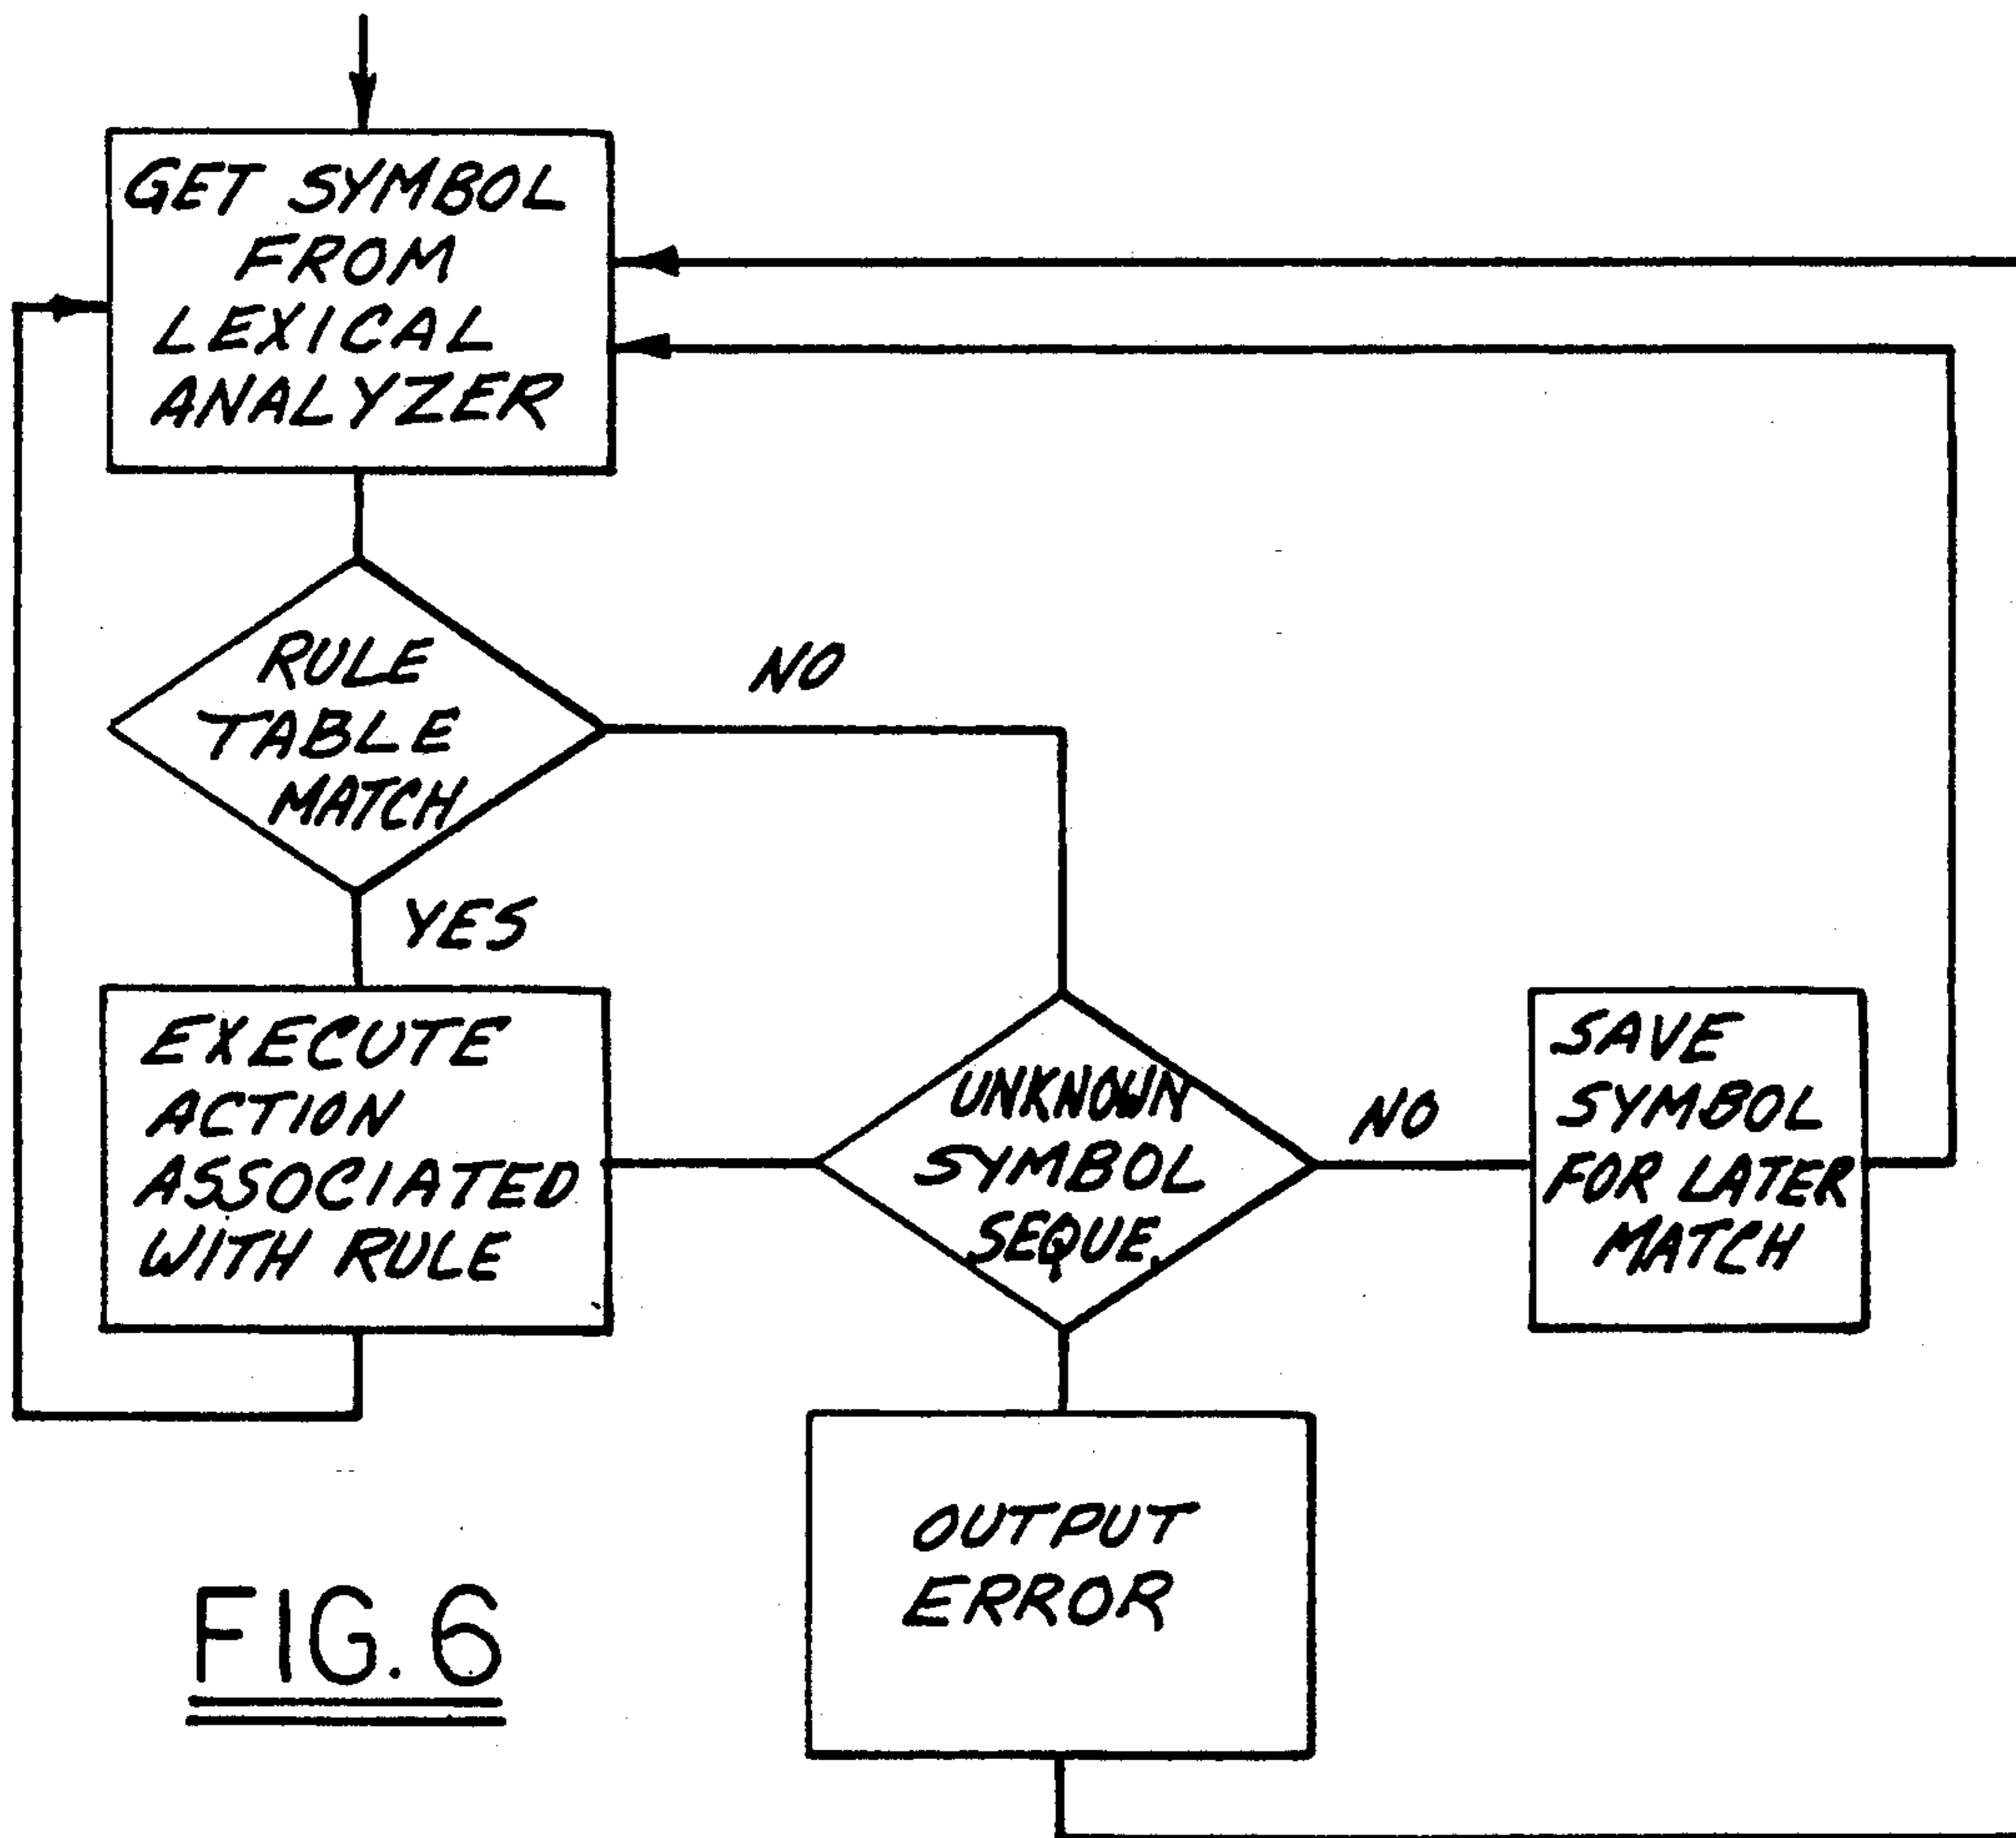 GET SYMBOL
FROM
LEXICAL
ANALYZER
RULE
TABLE
MATCH
NO
YES
EXECUTE
ACTION
ASSOCIATED
WITH RULE
UNKNOWN
SYMBOL
SEQUE.
NO
SAVE
SYMBOL
FOR LATER
MATCH
OUTPUT
ERROR
FIG. 6